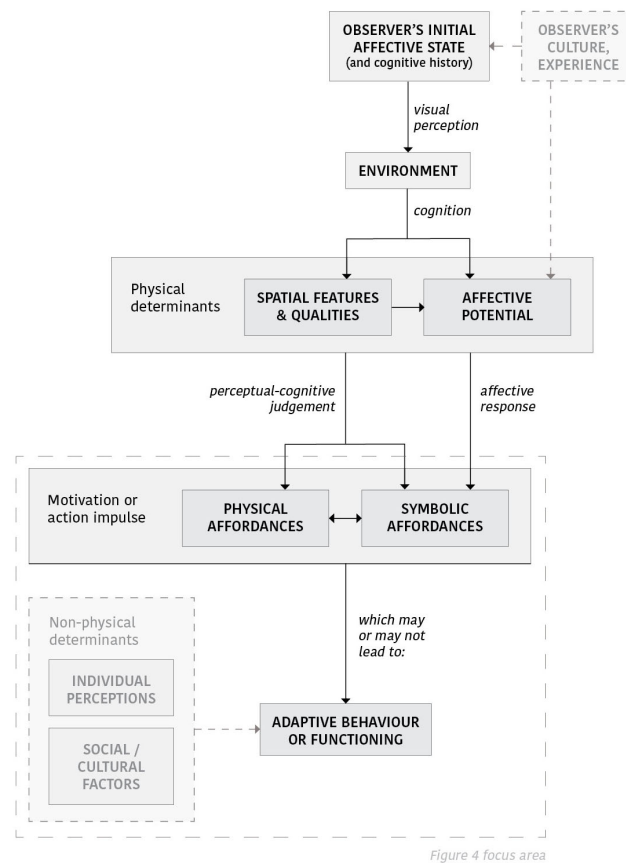 OBSERVER'S INITIAL
AFFECTIVE STATE
(and cognitive history)
OBSERVER'S
CULTURE,
EXPERIENCE
visual
perception
ENVIRONMENT
cognition
Physical
determinants
SPATIAL FEATURES
& QUALITIES
AFFECTIVE
POTENTIAL
perceptual-cognitive
judgement
affective
response
Motivation or
action impulse
PHYSICAL
AFFORDANCES
SYMBOLIC
AFFORDANCES
which may
or may not
lead to:
Non-physical
determinants
INDIVIDUAL
PERCEPTIONS
SOCIAL /
CULTURAL
FACTORS
ADAPTIVE BEHAVIOUR
OR FUNCTIONING
Figure 4 focus area